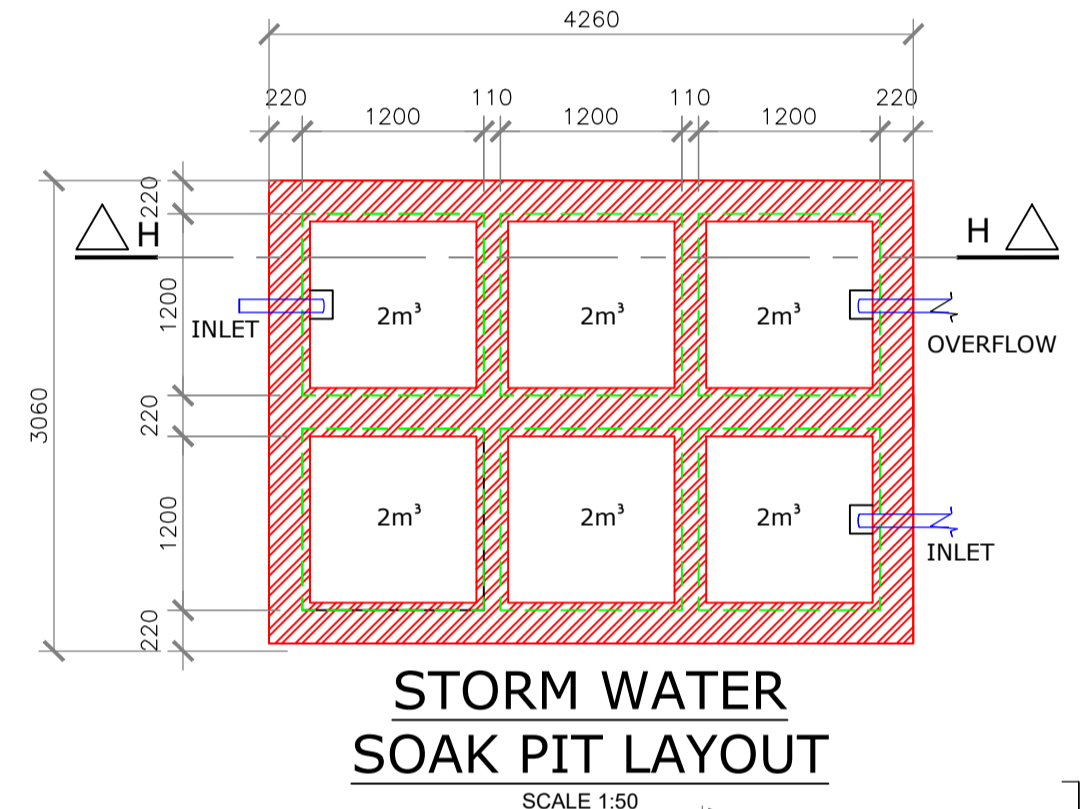 4260
220 1200 110 1200 110 1200 220
220
H H
1200
2m³ 2m³ 2m³
INLET
OVERFLOW
3060
220
1200
2m³ 2m³ 2m³
INLET
220
STORM WATER
SOAK PIT LAYOUT
SCALE 1:50